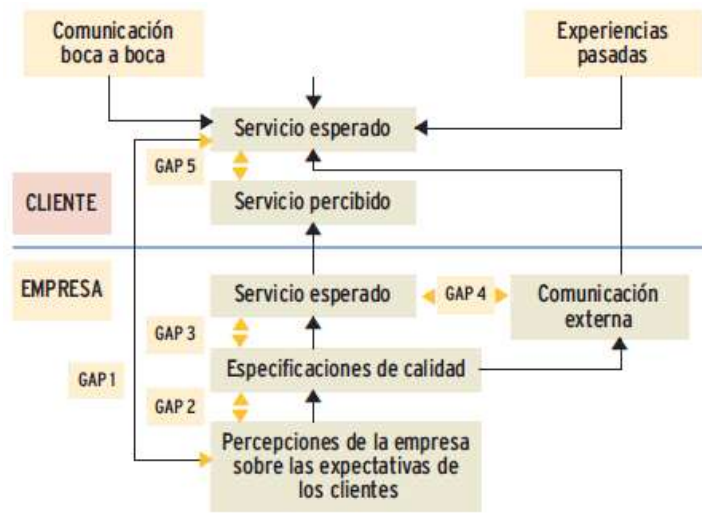 Comunicación
boca a boca
Experiencias
pasadas
Servicio esperado
GAP 5
CLIENTE
Servicio percibido
EMPRESA
Servicio esperado
GAP 4
Comunicación
externa
GAP 3
Especificaciones de calidad
GAP 1
GAP 2
Percepciones de la empresa
sobre las expectativas de
los clientes